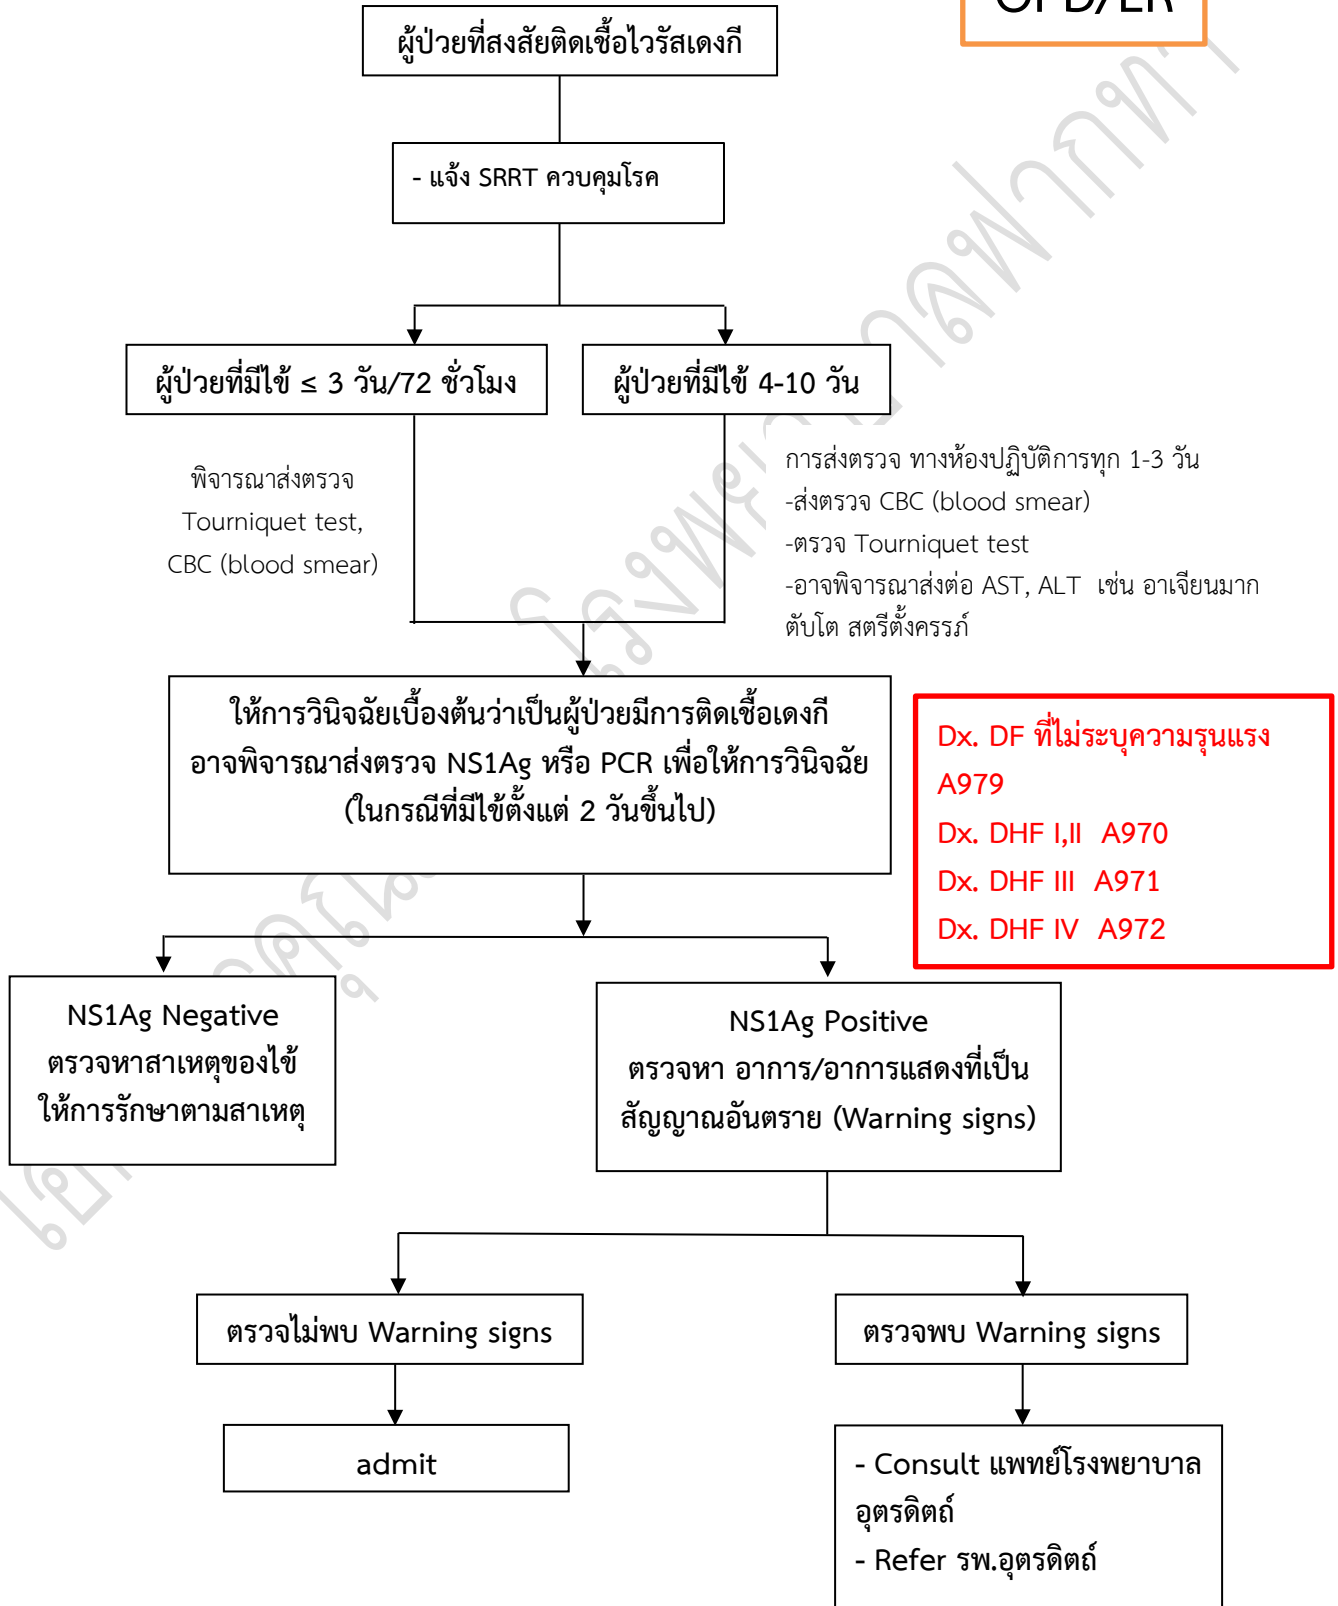 OPD/ER
ผู้ป่วยที่สงสัยติดเชื้อไวรัสเดงกี
- แจ้ง SRRT ควบคุมโรค
ผู้ป่วยที่มีไข้ ≤ 3 วัน/72 ชั่วโมง
ผู้ป่วยที่มีไข้ 4-10 วัน
พิจารณาส่งตรวจ
Tourniquet test,
CBC (blood smear)
การส่งตรวจ ทางห้องปฏิบัติการทุก 1-3 วัน
-ส่งตรวจ CBC (blood smear)
-ตรวจ Tourniquet test
-อาจพิจารณาส่งต่อ AST, ALT เช่น อาเจียนมาก
ตับโต สตรีตั้งครรภ์
ให้การวินิจฉัยเบื้องต้นว่าเป็นผู้ป่วยมีการติดเชื้อเดงกี
อาจพิจารณาส่งตรวจ NS1Ag หรือ PCR เพื่อให้การวินิจฉัย
(ในกรณีที่มีไข้ตั้งแต่ 2 วันขึ้นไป)
Dx. DF ที่ไม่ระบุความรุนแรง
A979
Dx. DHF I,II A970
Dx. DHF III A971
Dx. DHF IV A972
NS1Ag Negative
ตรวจหาสาเหตุของไข้
ให้การรักษาตามสาเหตุ
NS1Ag Positive
ตรวจหา อาการ/อาการแสดงที่เป็น
สัญญาณอันตราย (Warning signs)
ตรวจไม่พบ Warning signs
ตรวจพบ Warning signs
admit
- Consult แพทย์โรงพยาบาล
อุตรดิตถ์
- Refer รพ.อุตรดิตถ์